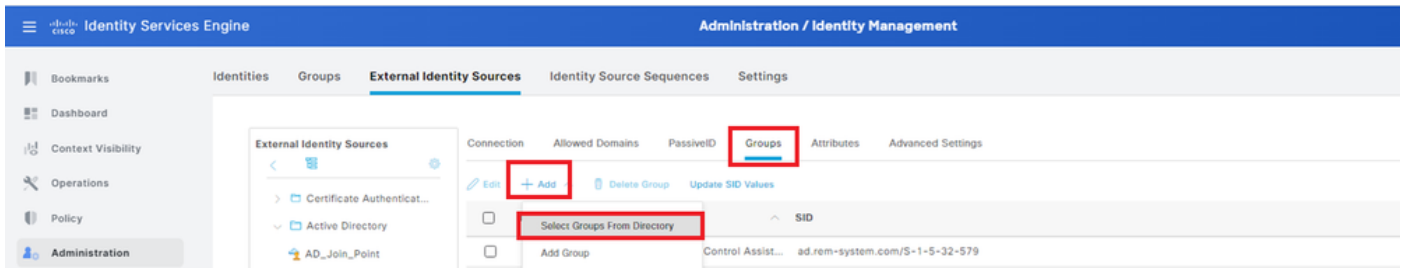 cisco Identity Services Engine
Administration / Identity Management
Bookmarks
Dashboard
Context Visibility
Operations
Policy
Administration
Identities Groups External Identity Sources Identity Source Sequences Settings
External Identity Sources
Certificate Authenticat...
Active Directory
AD_Join_Point
Connection Allowed Domains PassiveID Groups Attributes Advanced Settings
Edit + Add Delete Group Update SID Values
SID
Select Groups From Directory
Add Group
Control Assist... ad.rem-system.com/S-1-5-32-579